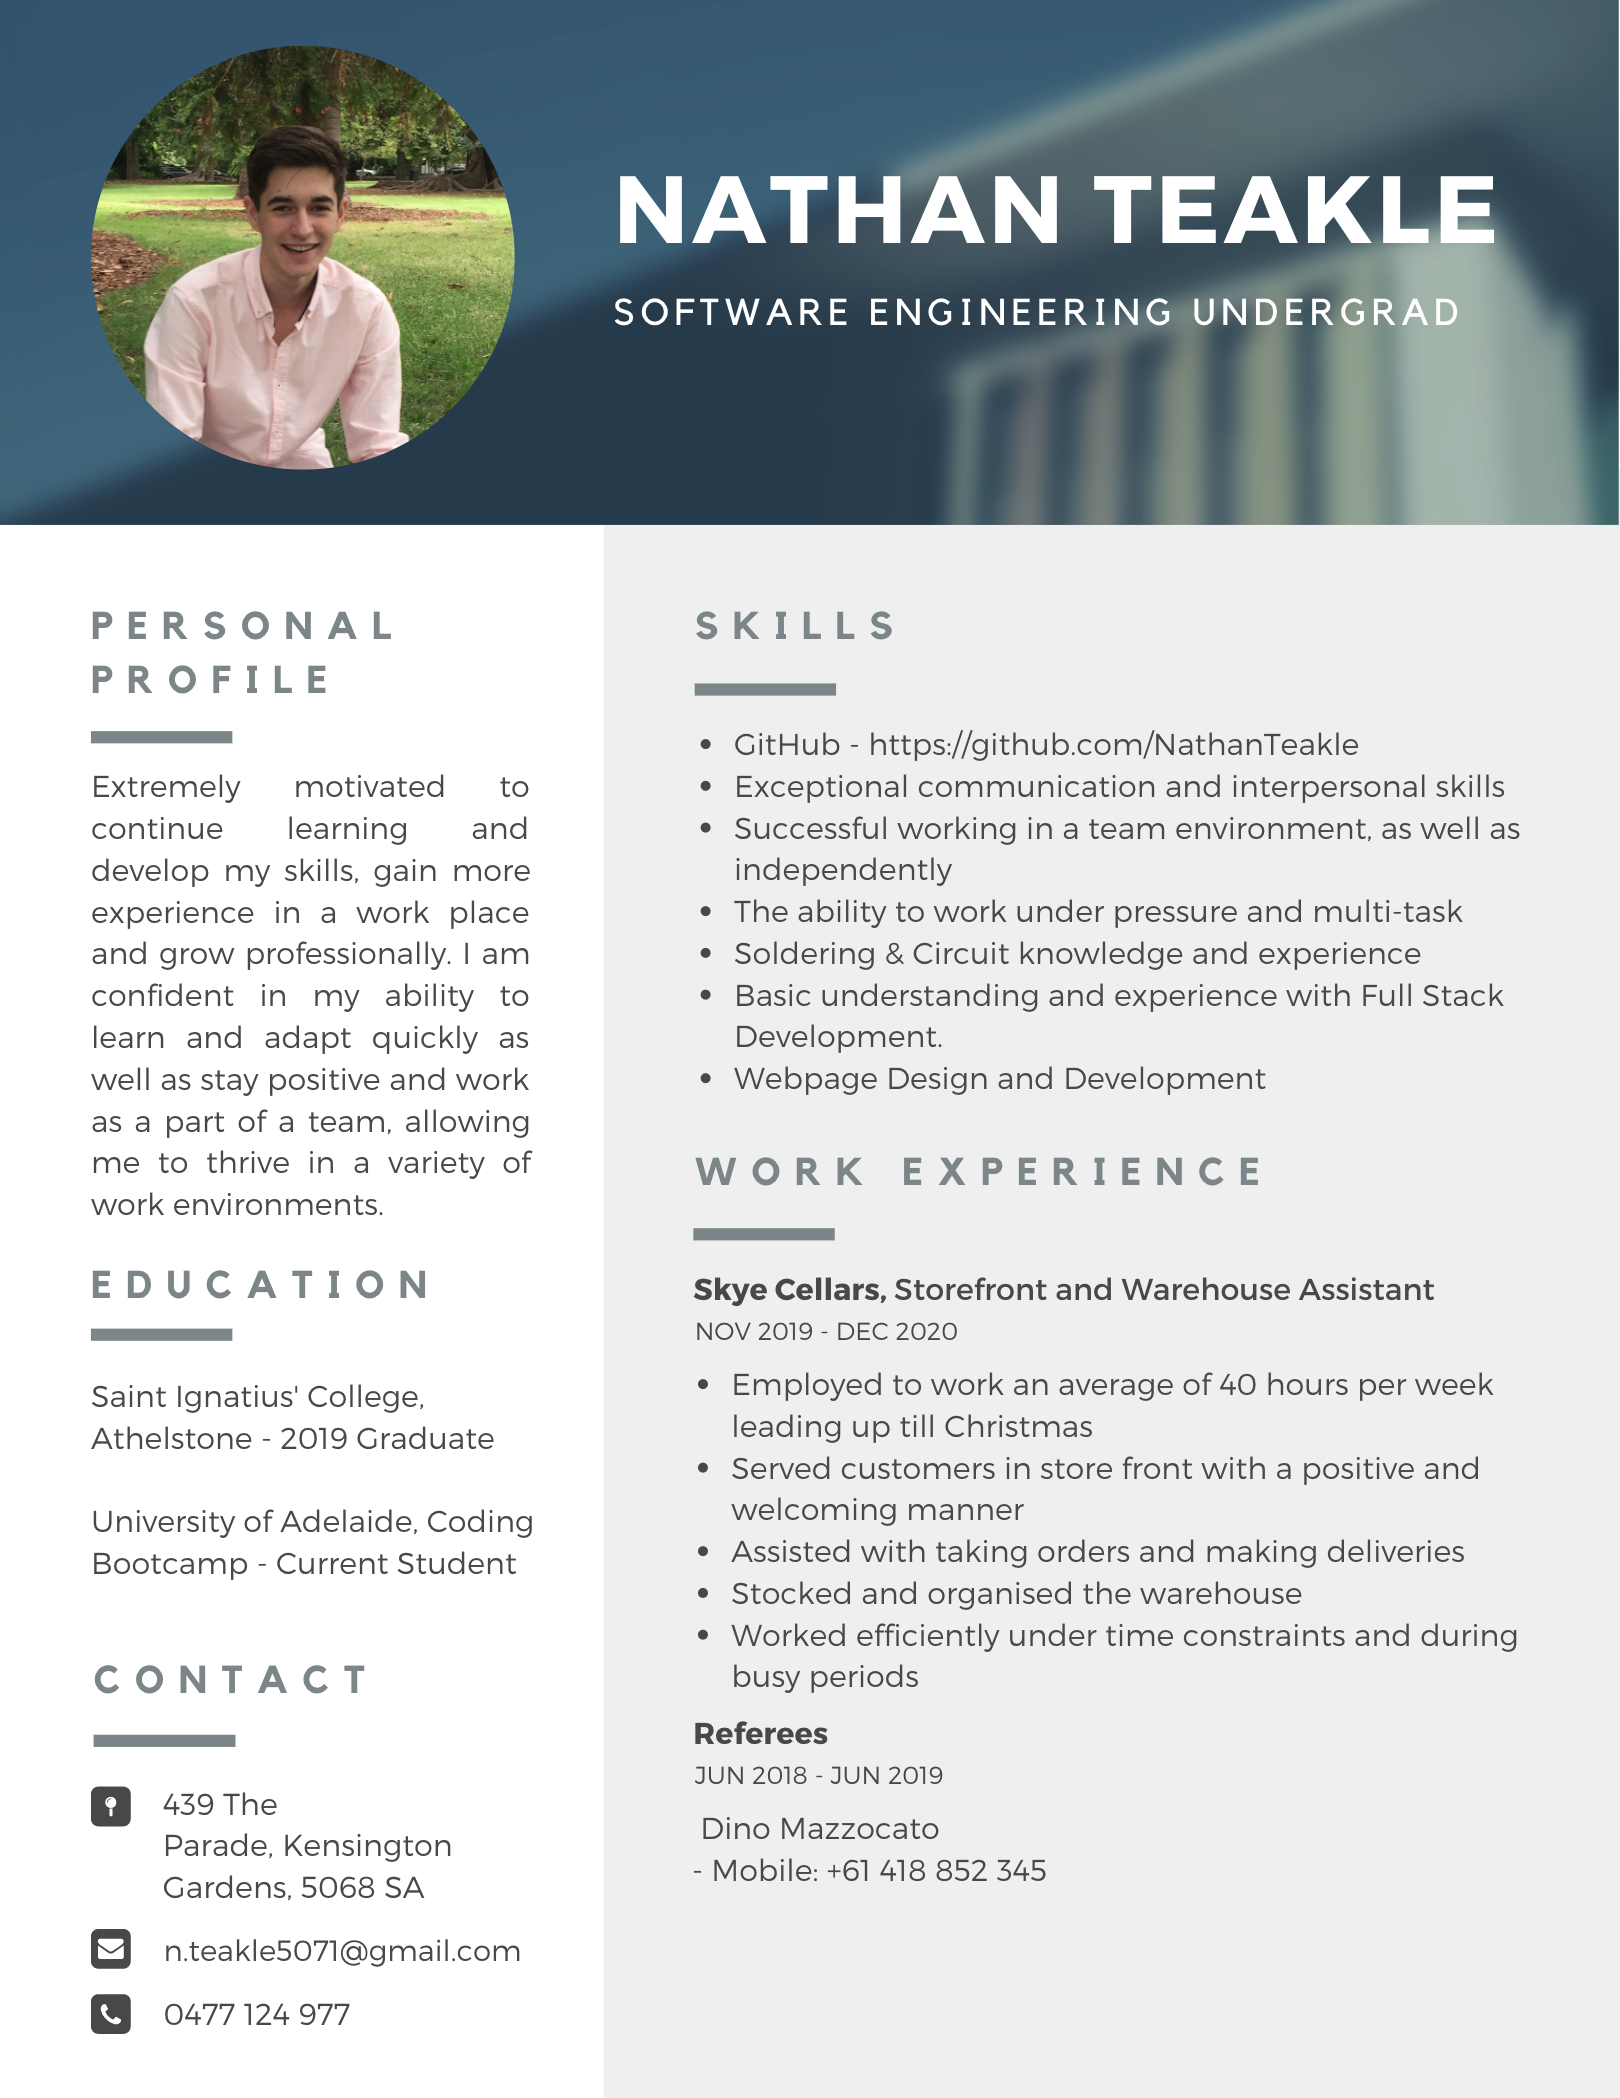 NATHAN TEAKLE
SOFTWARE ENGINEERING UNDERGRAD
PERSONAL
PROFILE
Extremely motivated to
continue learning and
develop my skills, gain more
experience in a work place
and grow professionally. I am
confident in my ability to
learn and adapt quickly as
well as stay positive and work
as a part of a team, allowing
me to thrive in a variety of
work environments.
EDUCATION
Saint Ignatius' College,
Athelstone - 2019 Graduate
University of Adelaide, Coding
Bootcamp - Current Student
CONTACT
439 The
Parade, Kensington
Gardens, 5068 SA
n.teakle5071@gmail.com
0477 124 977
SKILLS
• GitHub - https://github.com/NathanTeakle
• Exceptional communication and interpersonal skills
• Successful working in a team environment, as well as
independently
• The ability to work under pressure and multi-task
• Soldering & Circuit knowledge and experience
• Basic understanding and experience with Full Stack
Development.
• Webpage Design and Development
WORK EXPERIENCE
Skye Cellars, Storefront and Warehouse Assistant
NOV 2019 - DEC 2020
• Employed to work an average of 40 hours per week
leading up till Christmas
• Served customers in store front with a positive and
welcoming manner
• Assisted with taking orders and making deliveries
• Stocked and organised the warehouse
• Worked efficiently under time constraints and during
busy periods
Referees
JUN 2018 - JUN 2019
Dino Mazzocato
- Mobile: +61 418 852 345